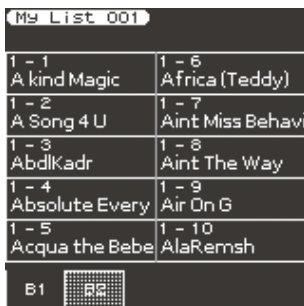 My List 001
1 - 1
A kind Magic
1 - 2
A Song 4 U
1 - 3
AbdlKadr
1 - 4
Absolute Every
1 - 5
Acqua the Bebe
1 - 6
Africa (Teddy)
1 - 7
Aint Miss Behavi
1 - 8
Aint The Way
1 - 9
Air On G
1 - 10
AlaRemsh
B1
B2